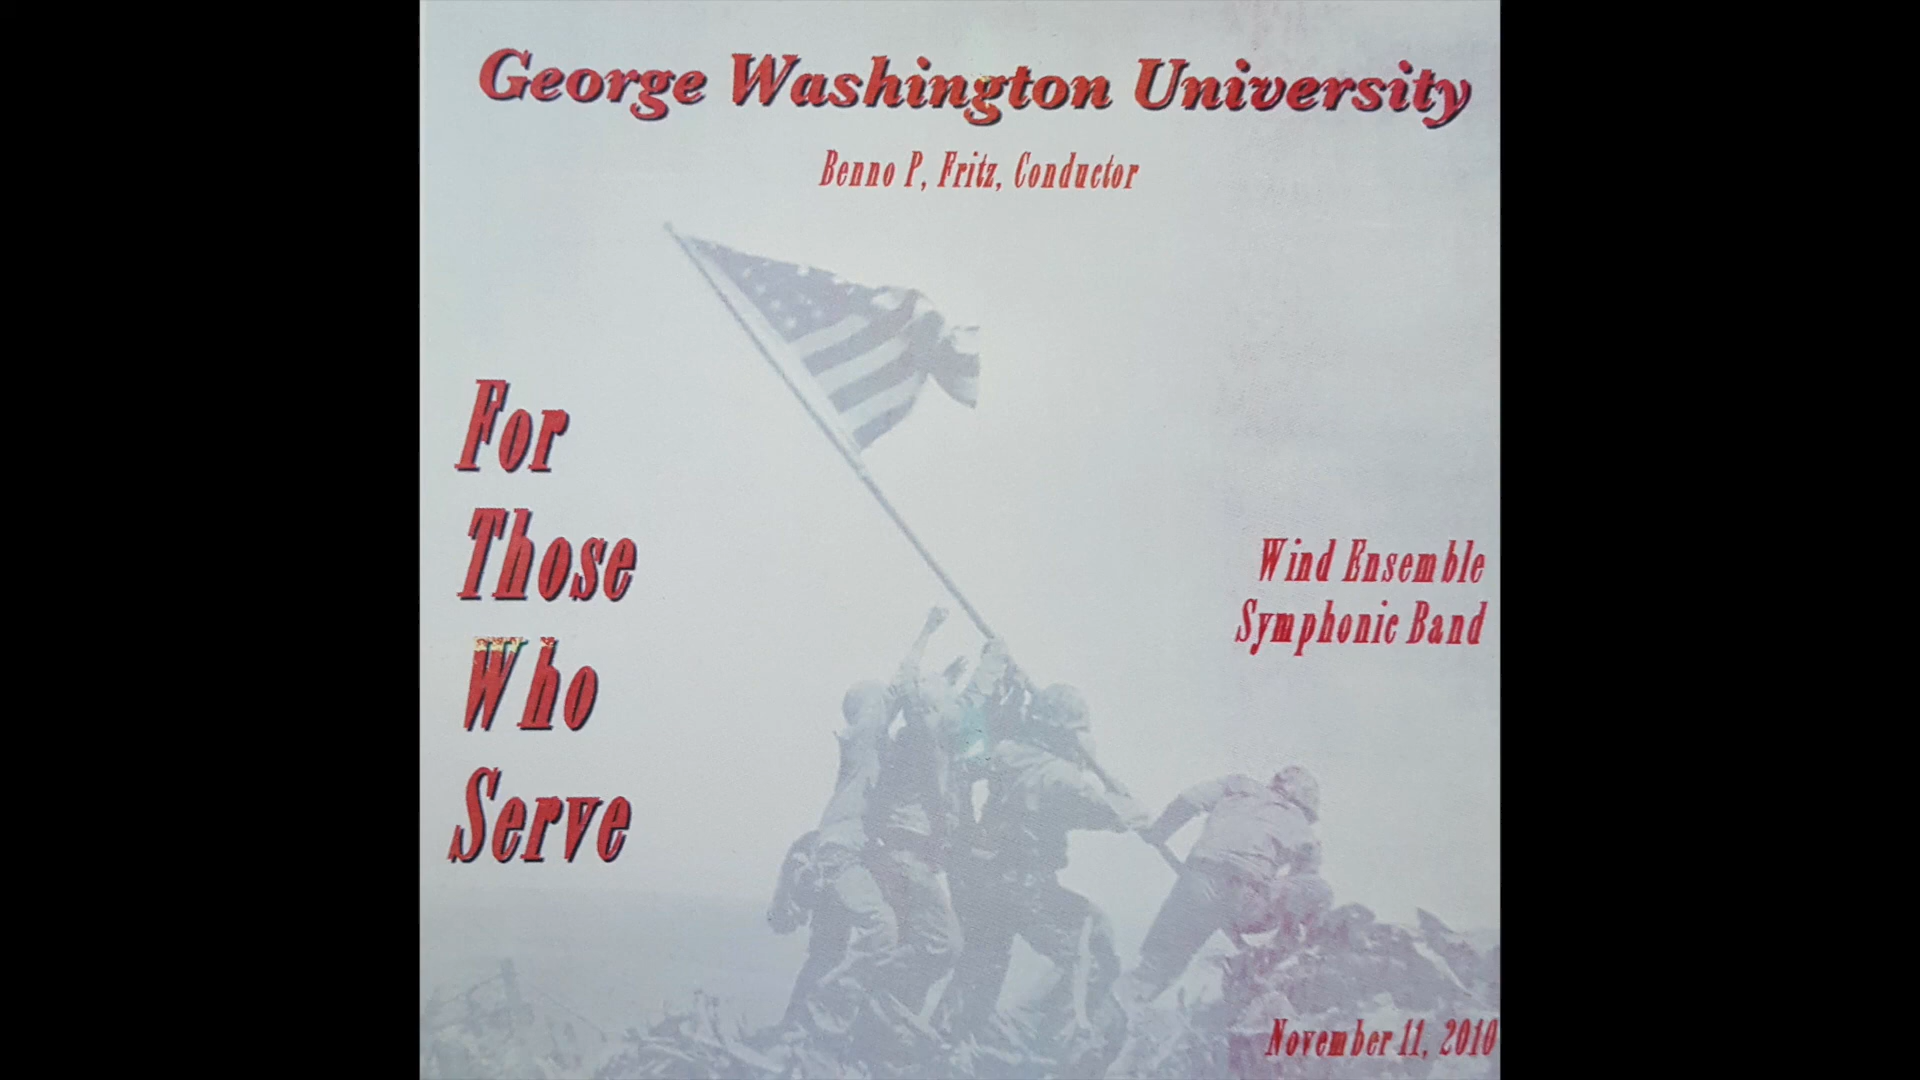 George Washington University
Benno P, Fritz, Conductor
For
Those
Who
Serve
Wind Ensemble
Symphonic Band
November 11, 2010